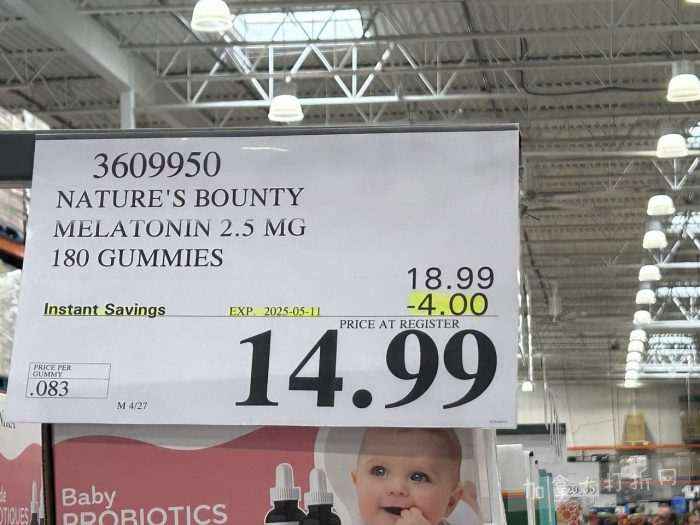 3609950
NATURE'S BOUNTY
MELATONIN 2.5 MG
180 GUMMIES
18.99
Instant Savings EXP. 2025-05-11 -4.00
PRICE AT REGISTER
14.99
PRICE PER
GUMMY
.083
M 4/27
Baby
PROBIOTICS
加拿大打折网